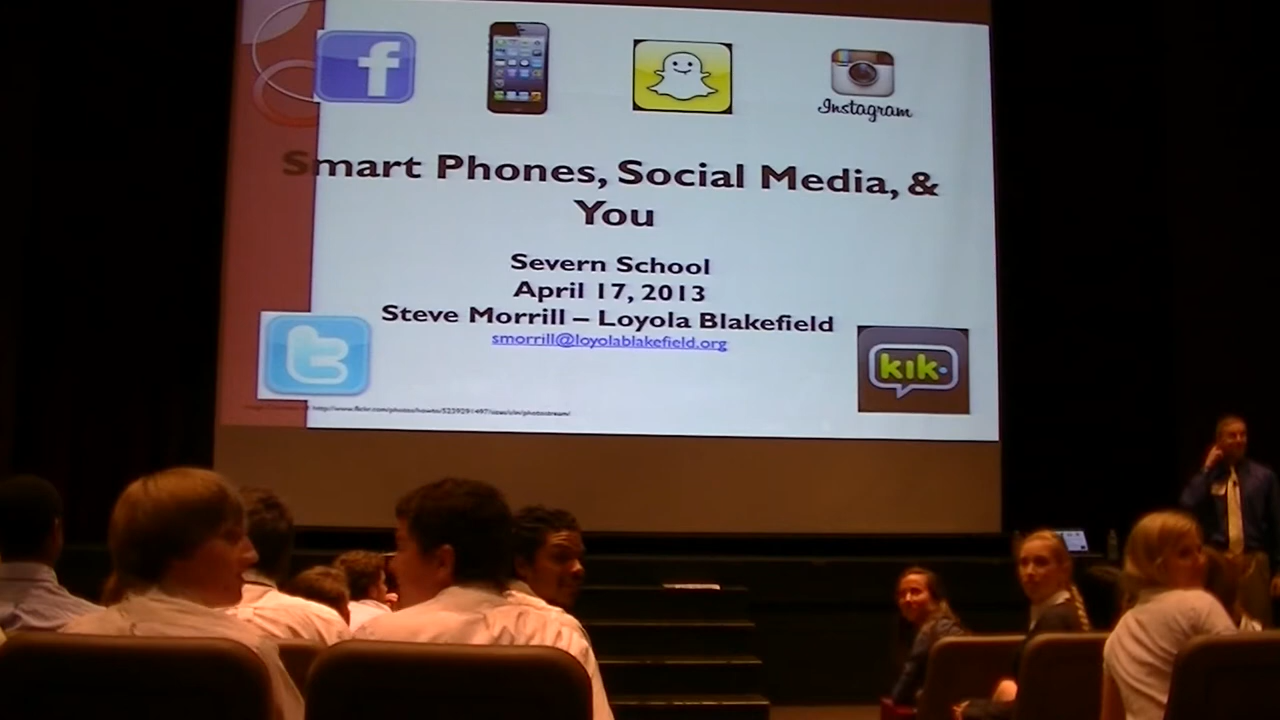 f
Instagram
Smart Phones, Social Media, &
You
Severn School
April 17, 2013
Steve Morrill – Loyola Blakefield
smorrill@loyolablakefield.org
kik